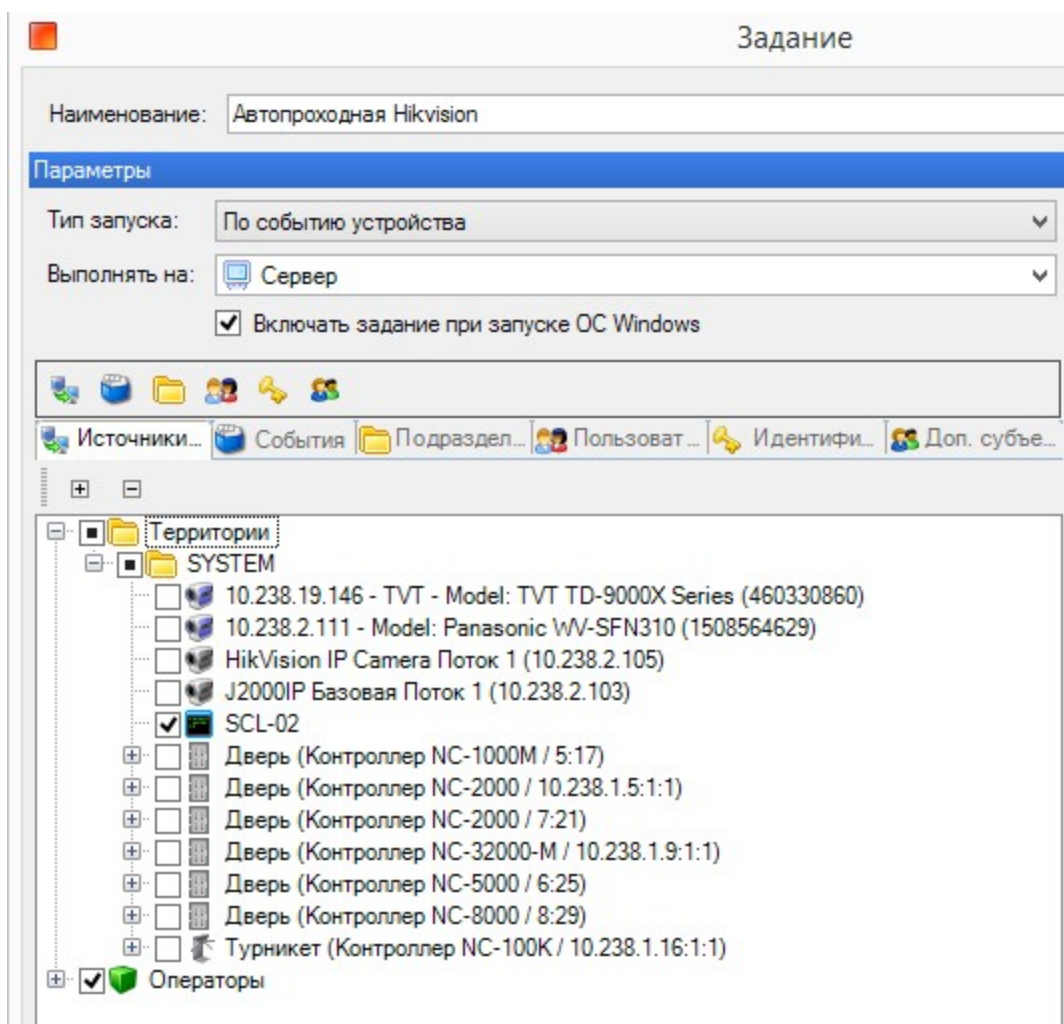 Задание
Наименование: Автопроходная Hikvision
Параметры
Тип запуска: По событию устройства
Выполнять на: Сервер
Включать задание при запуске ОС Windows
Источники... События Подраздел... Пользоват... Идентифи... Доп. субъе...
Территории
SYSTEM
10.238.19.146 - TVT - Model: TVT TD-9000X Series (460330860)
10.238.2.111 - Model: Panasonic WV-SFN310 (1508564629)
HikVision IP Camera Поток 1 (10.238.2.105)
J2000IP Базовая Поток 1 (10.238.2.103)
SCL-02
Дверь (Контроллер NC-1000M / 5:17)
Дверь (Контроллер NC-2000 / 10.238.1.5:1:1)
Дверь (Контроллер NC-2000 / 7:21)
Дверь (Контроллер NC-32000-M / 10.238.1.9:1:1)
Дверь (Контроллер NC-5000 / 6:25)
Дверь (Контроллер NC-8000 / 8:29)
Турникет (Контроллер NC-100K / 10.238.1.16:1:1)
Операторы